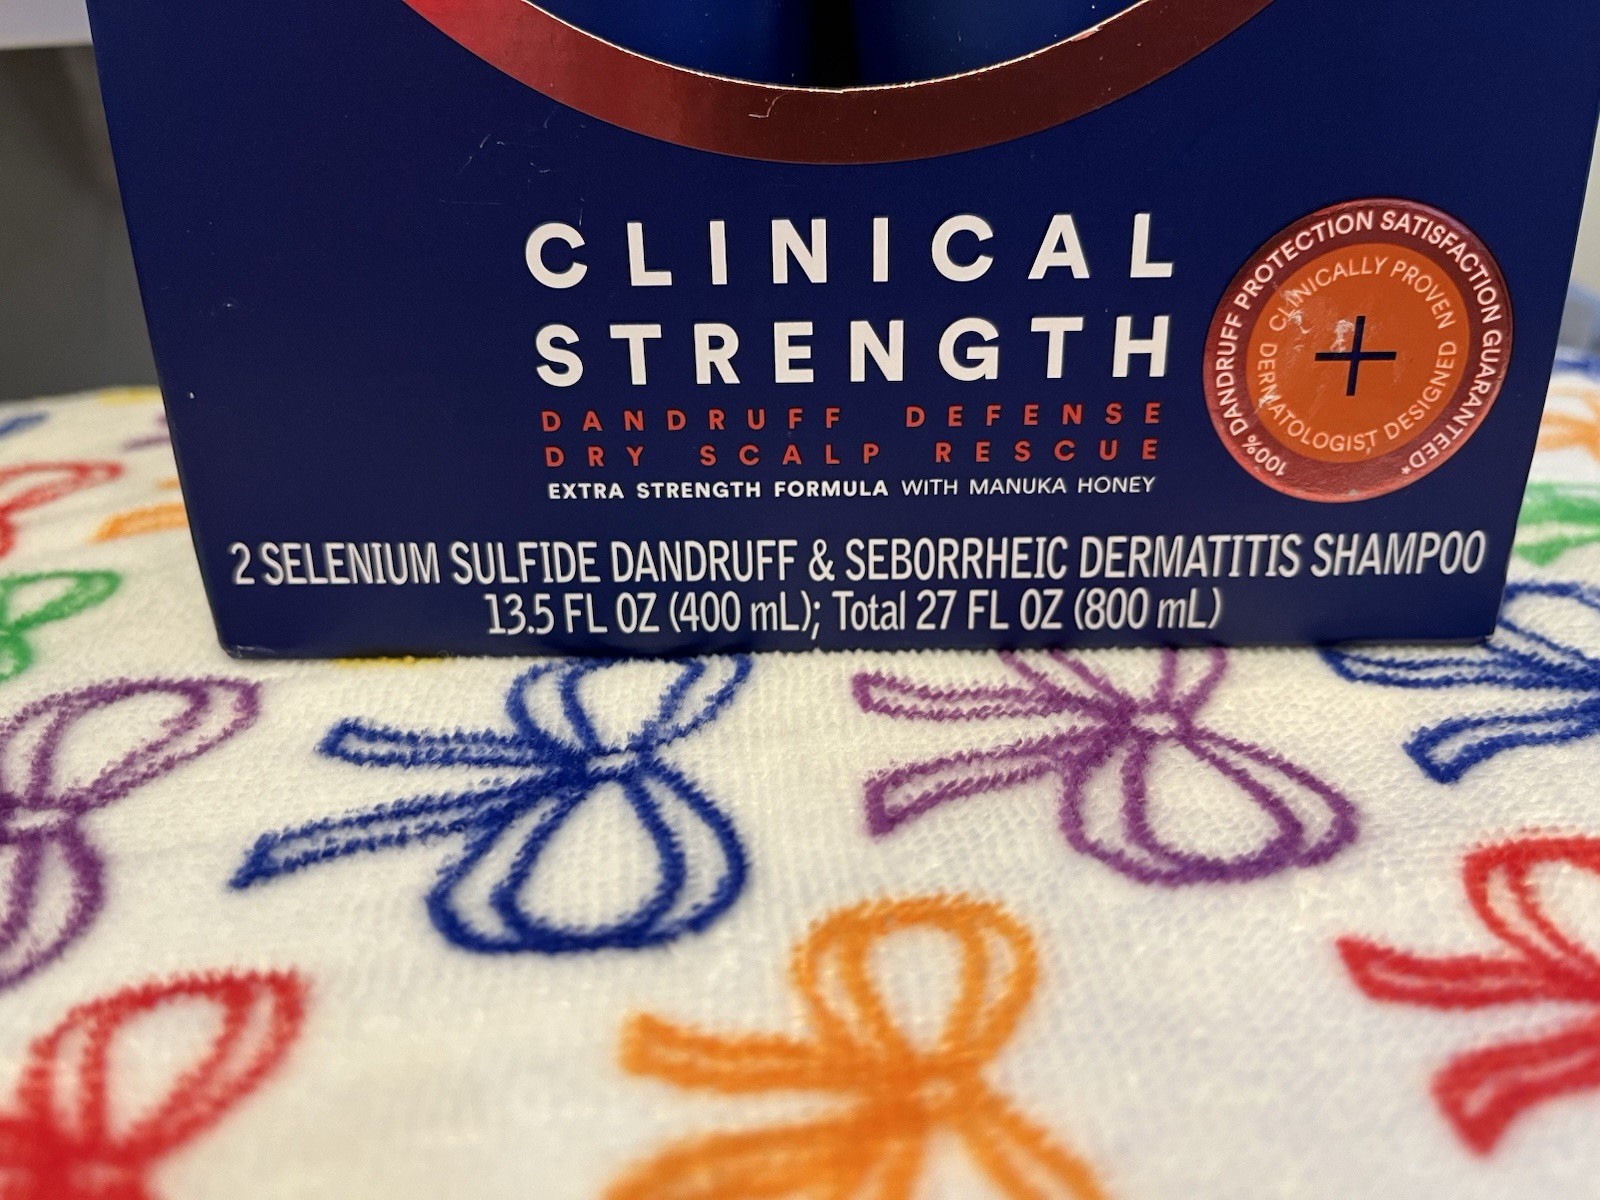 CLINICAL
STRENGTH
DANDRUFF DEFENSE
DRY SCALP RESCUE
EXTRA STRENGTH FORMULA WITH MANUKA HONEY
100% DANDRUFF PROTECTION SATISFACTION GUARANTEED*
CLINICALLY PROVEN
DERMATOLOGIST DESIGNED
2 SELENIUM SULFIDE DANDRUFF & SEBORRHEIC DERMATITIS SHAMPOO
13.5 FL OZ (400 mL); Total 27 FL OZ (800 mL)